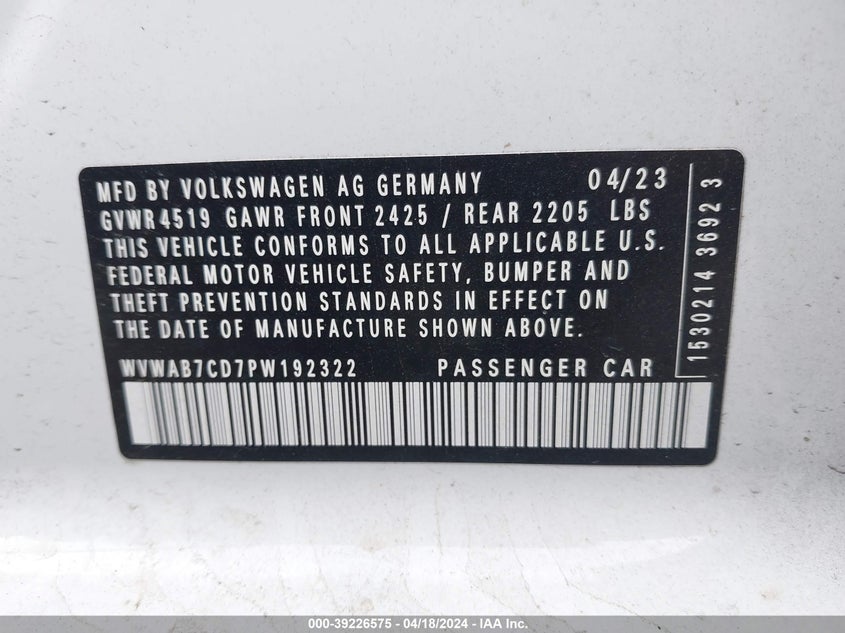 MFD BY VOLKSWAGEN AG GERMANY 04/23
GVWR 4519 GAWR FRONT 2425 / REAR 2205 LBS
THIS VEHICLE CONFORMS TO ALL APPLICABLE U.S.
FEDERAL MOTOR VEHICLE SAFETY, BUMPER AND
THEFT PREVENTION STANDARDS IN EFFECT ON
THE DATE OF MANUFACTURE SHOWN ABOVE.
WVWAB7CD7PW192322 PASSENGER CAR
1530214 3692 3
000-39226575 - 04/18/2024 - IAA Inc.